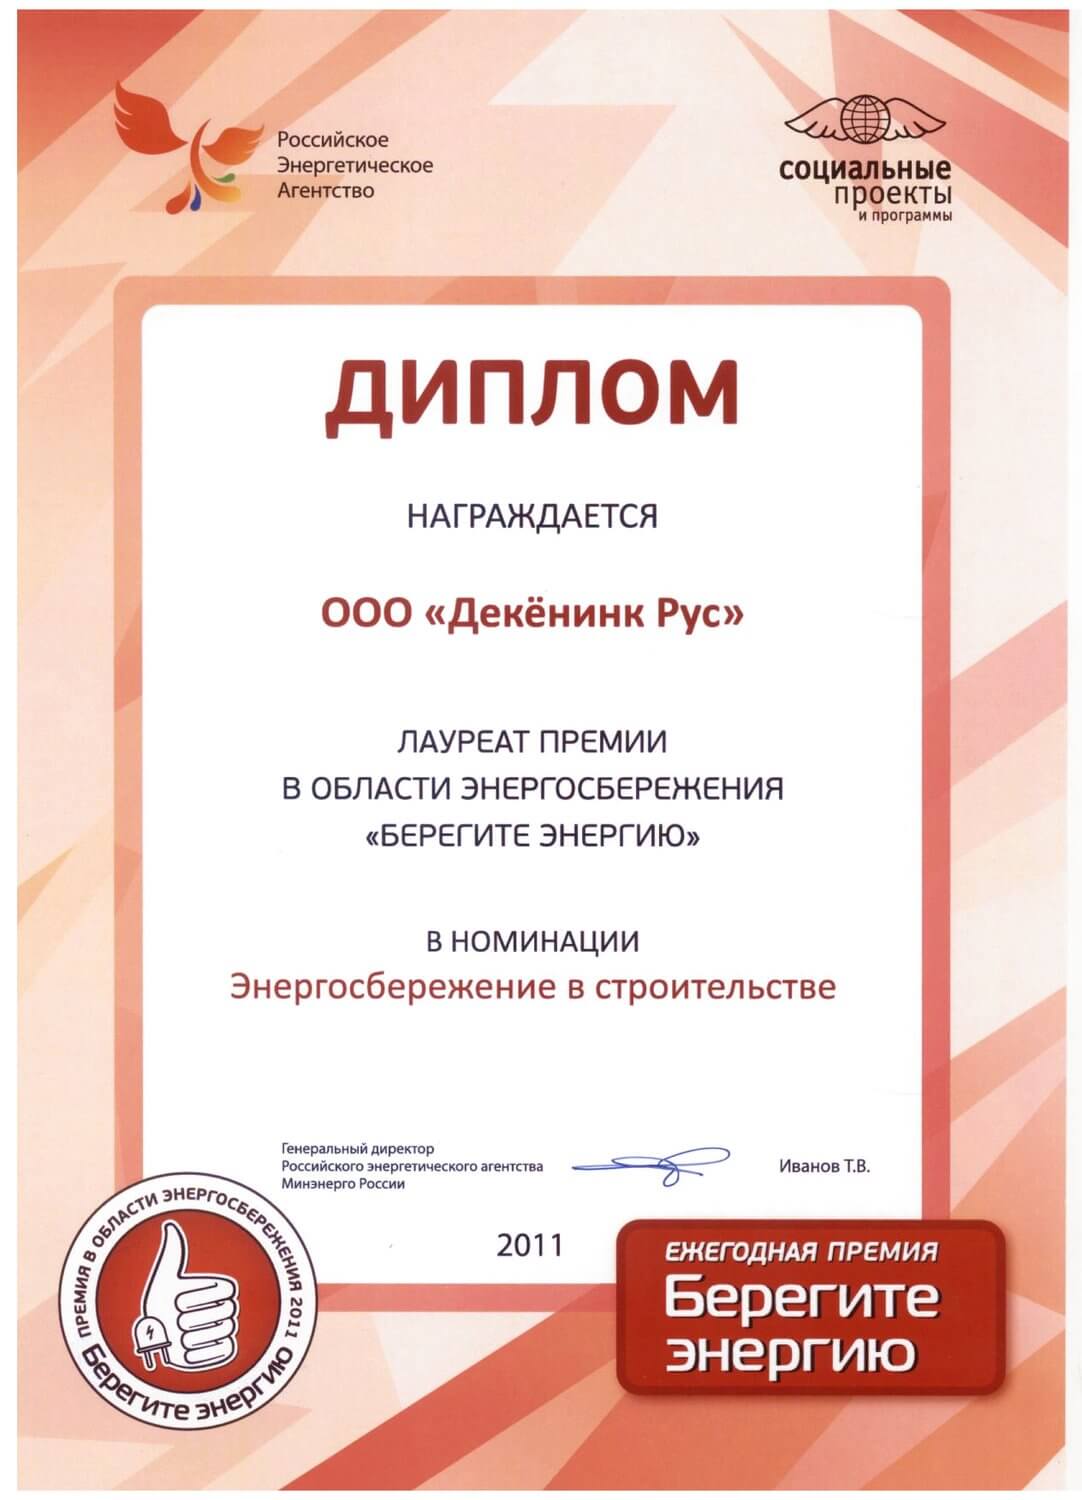 Российское
Энергетическое
Агентство
социальные
проекты
и программы
ДИПЛОМ
НАГРАЖДАЕТСЯ
ООО «Декёнинк Рус»
ЛАУРЕАТ ПРЕМИИ
В ОБЛАСТИ ЭНЕРГОСБЕРЕЖЕНИЯ
«БЕРЕГИТЕ ЭНЕРГИЮ»
В НОМИНАЦИИ
Энергосбережение в строительстве
Генеральный директор
Российского энергетического агентства
Минэнерго России
Иванов Т.В.
2011
ПРЕМИЯ В ОБЛАСТИ ЭНЕРГОСБЕРЕЖЕНИЯ 2011
Берегите энергию
ЕЖЕГОДНАЯ ПРЕМИЯ
Берегите
энергию